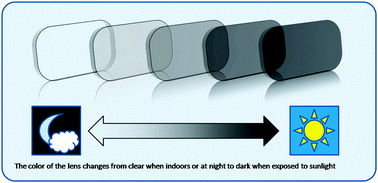 The color of the lens changes from clear when indoors or at night to dark when exposed to sunlight